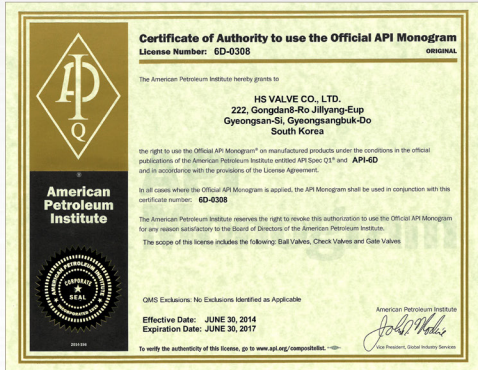 Certificate of Authority to use the Official API Monogram
License Number: 6D-0308
ORIGINAL
The American Petroleum Institute hereby grants to
HS VALVE CO., LTD.
222, Gongdan8-Ro Jillyang-Eup
Gyeongsan-Si, Gyeongsangbuk-Do
South Korea
the right to use the Official API Monogram® on manufactured products under the conditions in the official
publications of the American Petroleum Institute entitled API Spec Q1® and API-6D
and in accordance with the provisions of the License Agreement.
In all cases where the Official API Monogram is applied, the API Monogram shall be used in conjunction with this
certificate number: 6D-0308
The American Petroleum Institute reserves the right to revoke this authorization to use the Official API Monogram
for any reason satisfactory to the Board of Directors of the American Petroleum Institute.
The scope of this license includes the following: Ball Valves, Check Valves and Gate Valves
QMS Exclusions: No Exclusions Identified as Applicable
Effective Date: JUNE 30, 2014
Expiration Date: JUNE 30, 2017
To verify the authenticity of this license, go to www.api.org/compositelist.
American Petroleum Institute
Vice President, Global Industry Services
API
Q
American
Petroleum
Institute
AMERICAN PETROLEUM INSTITUTE
CORPORATE
SEAL
INCORPORATED